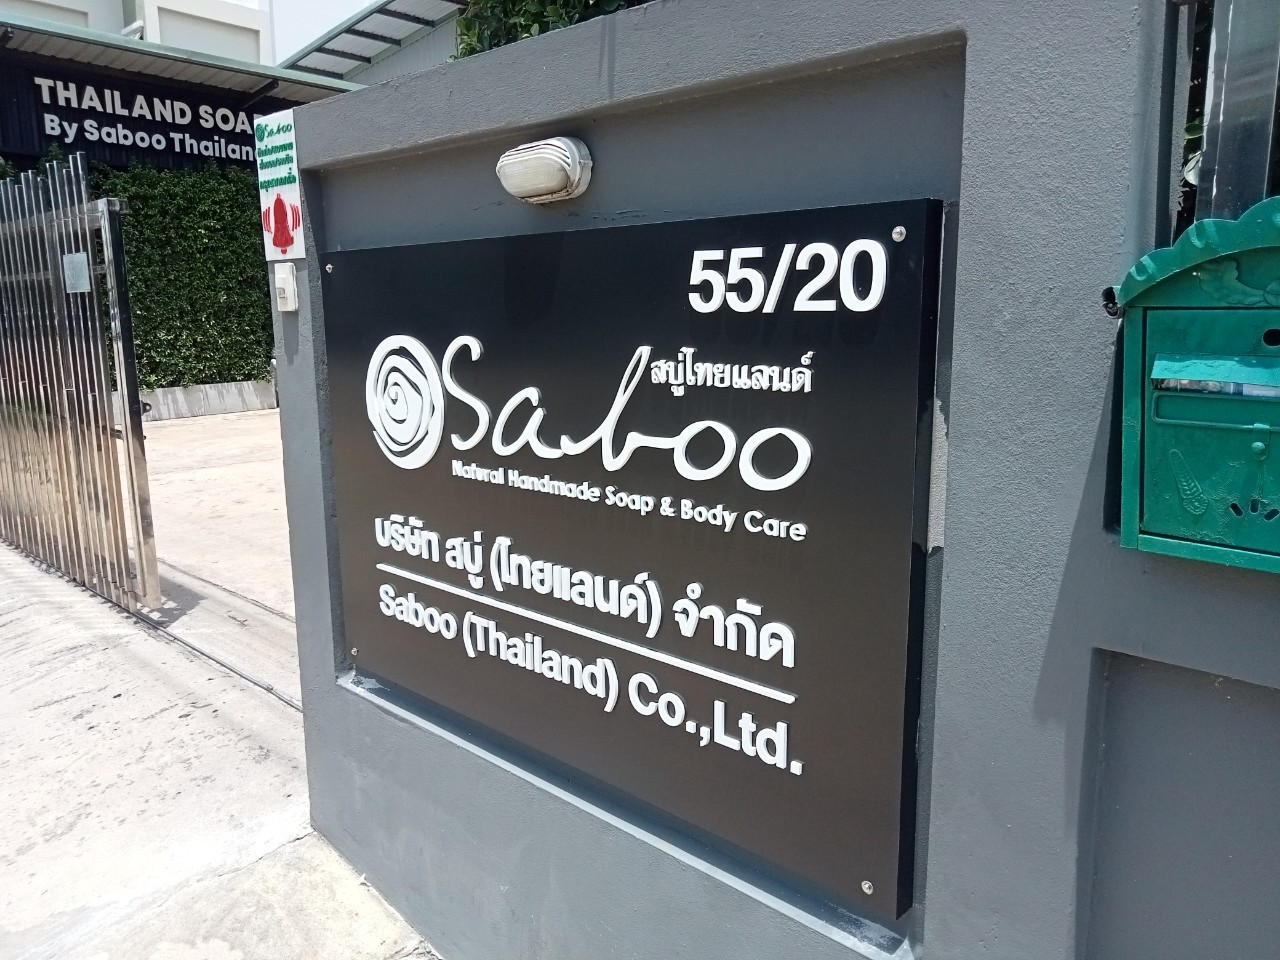 THAILAND SOA
By Saboo Thailan
Saboo
55/20
Saboo
สบู่ไทยแลนด์
Natural Handmade Soap & Body Care
บริษัท สบู่ (ไทยแลนด์) จำกัด
Saboo (Thailand) Co.,Ltd.